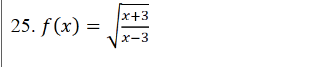 25. f(x) = √((x+3)/(x−3))